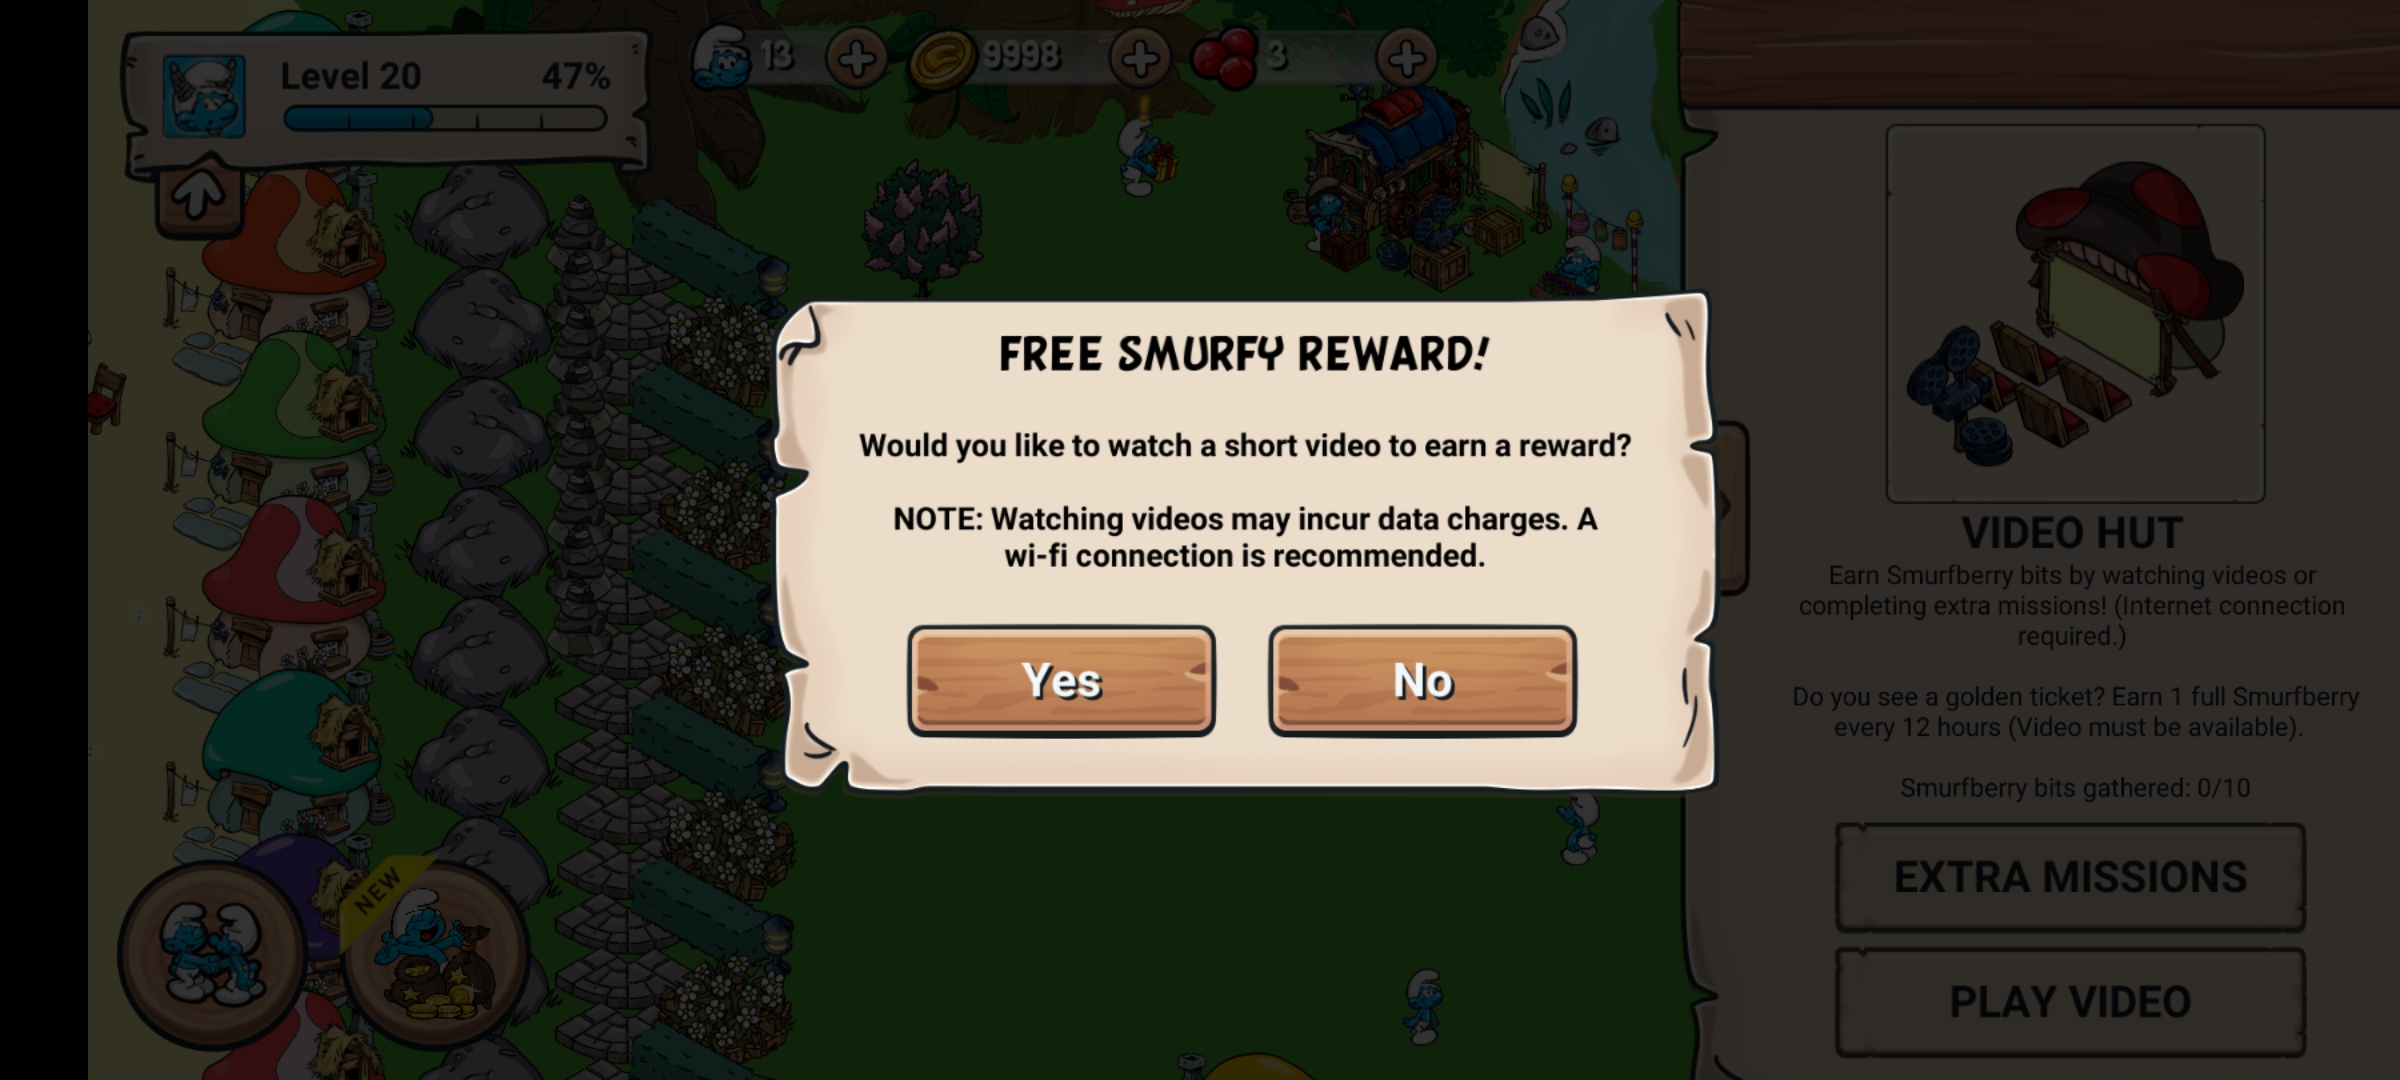 Level 20
47%
13
9998
3
FREE SMURFY REWARD!
Would you like to watch a short video to earn a reward?
NOTE: Watching videos may incur data charges. A
wi-fi connection is recommended.
Yes
No
VIDEO HUT
Earn Smurfberry bits by watching videos or
completing extra missions! (Internet connection
required.)
Do you see a golden ticket? Earn 1 full Smurfberry
every 12 hours (Video must be available).
Smurfberry bits gathered: 0/10
EXTRA MISSIONS
PLAY VIDEO
NEW